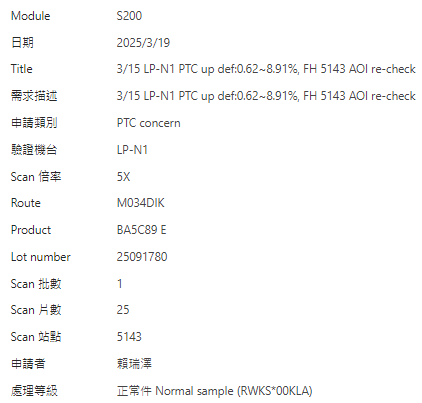 Module S200
日期 2025/3/19
Title 3/15 LP-N1 PTC up def:0.62~8.91%, FH 5143 AOI re-check
需求描述 3/15 LP-N1 PTC up def:0.62~8.91%, FH 5143 AOI re-check
申請類別 PTC concern
驗證機台 LP-N1
Scan 倍率 5X
Route M034DIK
Product BA5C89 E
Lot number 25091780
Scan 批數 1
Scan 片數 25
Scan 站點 5143
申請者 賴瑞澤
處理等級 正常件 Normal sample (RWKS*00KLA)